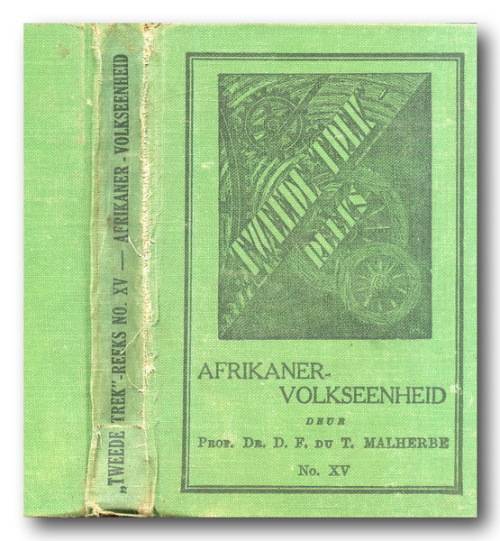 „TWEEDE TREK”-REEKS NO. XV — AFRIKANER-VOLKSEENHEID
TWEEDE TREK
REEKS
AFRIKANER-
VOLKSEENHEID
DEUR
PROF. DR. D. F. DU T. MALHERBE
No. XV